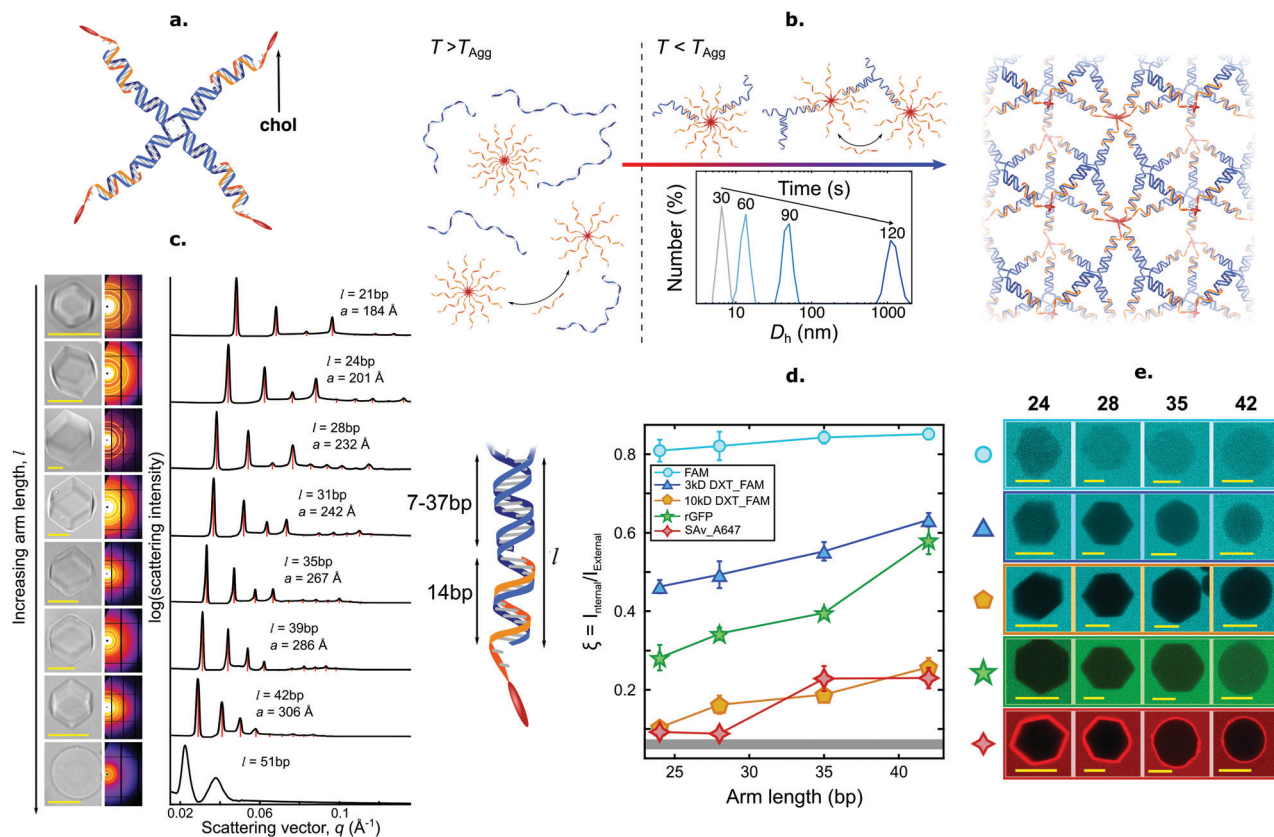 a.
chol
b.
T > T_Agg
T < T_Agg
Number (%)
Time (s)
30
60
90
120
10
100
1000
D_h (nm)
c.
Increasing arm length, l
log(scattering intensity)
l = 21bp
a = 184 Å
l = 24bp
a = 201 Å
l = 28bp
a = 232 Å
l = 31bp
a = 242 Å
l = 35bp
a = 267 Å
l = 39bp
a = 286 Å
l = 42bp
a = 306 Å
l = 51bp
0.02
0.06
0.1
Scattering vector, q (Å⁻¹)
7-37bp
14bp
l
d.
ξ = I_nternal/I_External
0.8
0.6
0.4
0.2
FAM
3kD DXT_FAM
10kD DXT_FAM
rGFP
SAv_A647
25
30
35
40
Arm length (bp)
e.
24
28
35
42